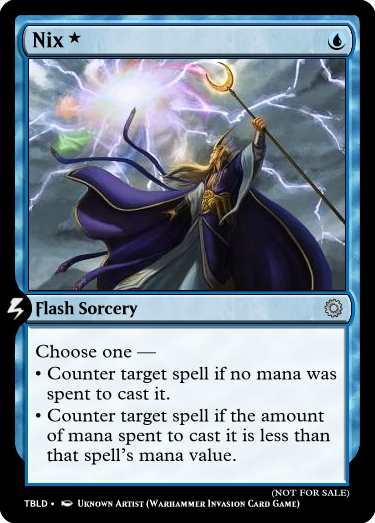 Nix ★
Flash Sorcery
Choose one —
• Counter target spell if no mana was
spent to cast it.
• Counter target spell if the amount
of mana spent to cast it is less than
that spell's mana value.
(NOT FOR SALE)
TBLD • Uknown Artist (Warhammer Invasion Card Game)